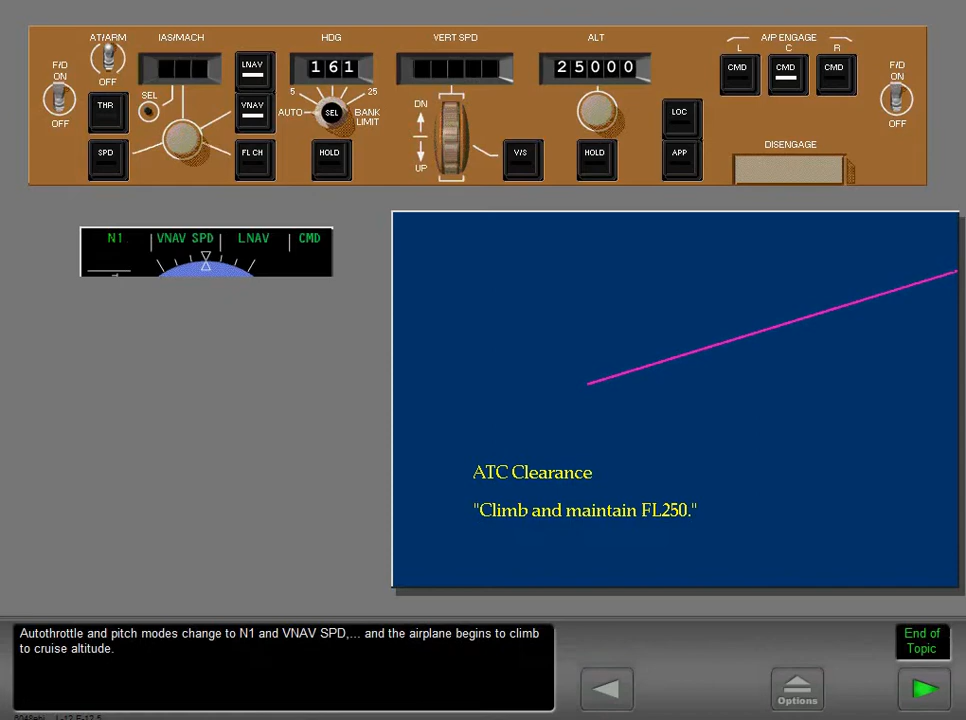 AT/ARM IAS/MACH HDG VERT SPD ALT A/P ENGAGE
L C R
F/D
ON
OFF
OFF
SEL
THR
SPD
LNAV
VNAV
FL CH
161
5 25
AUTO SEL BANK
LIMIT
HOLD
DN
UP
V/S
25000
HOLD
LOC
APP
CMD CMD CMD
DISENGAGE
F/D
ON
OFF
N1 VNAV SPD LNAV CMD
ATC Clearance
"Climb and maintain FL250."
Autothrottle and pitch modes change to N1 and VNAV SPD,... and the airplane begins to climb
to cruise altitude.
End of
Topic
Options